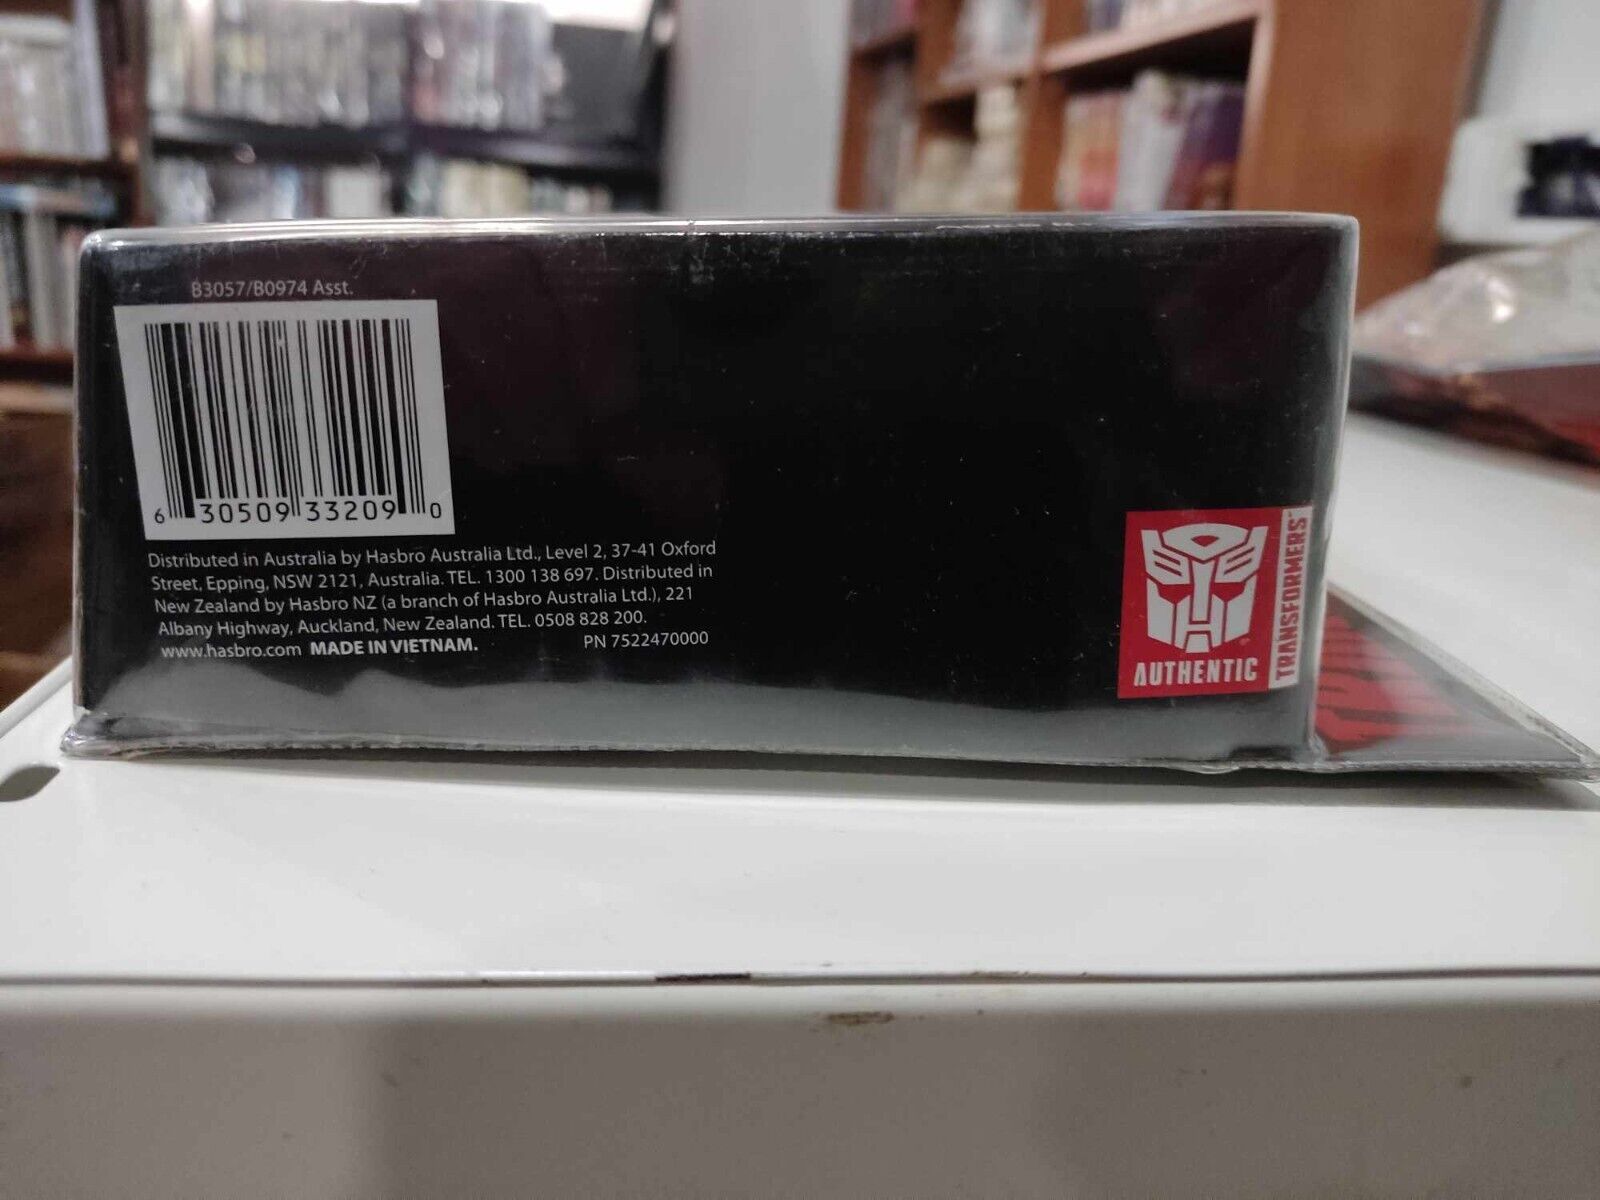 B3057/B0974 Asst.
6 30509 33209 0
Distributed in Australia by Hasbro Australia Ltd., Level 2, 37-41 Oxford
Street, Epping, NSW 2121, Australia. TEL. 1300 138 697. Distributed in
New Zealand by Hasbro NZ (a branch of Hasbro Australia Ltd.), 221
Albany Highway, Auckland, New Zealand. TEL. 0508 828 200.
www.hasbro.com MADE IN VIETNAM. PN 7522470000
AUTHENTIC
TRANSFORMERS